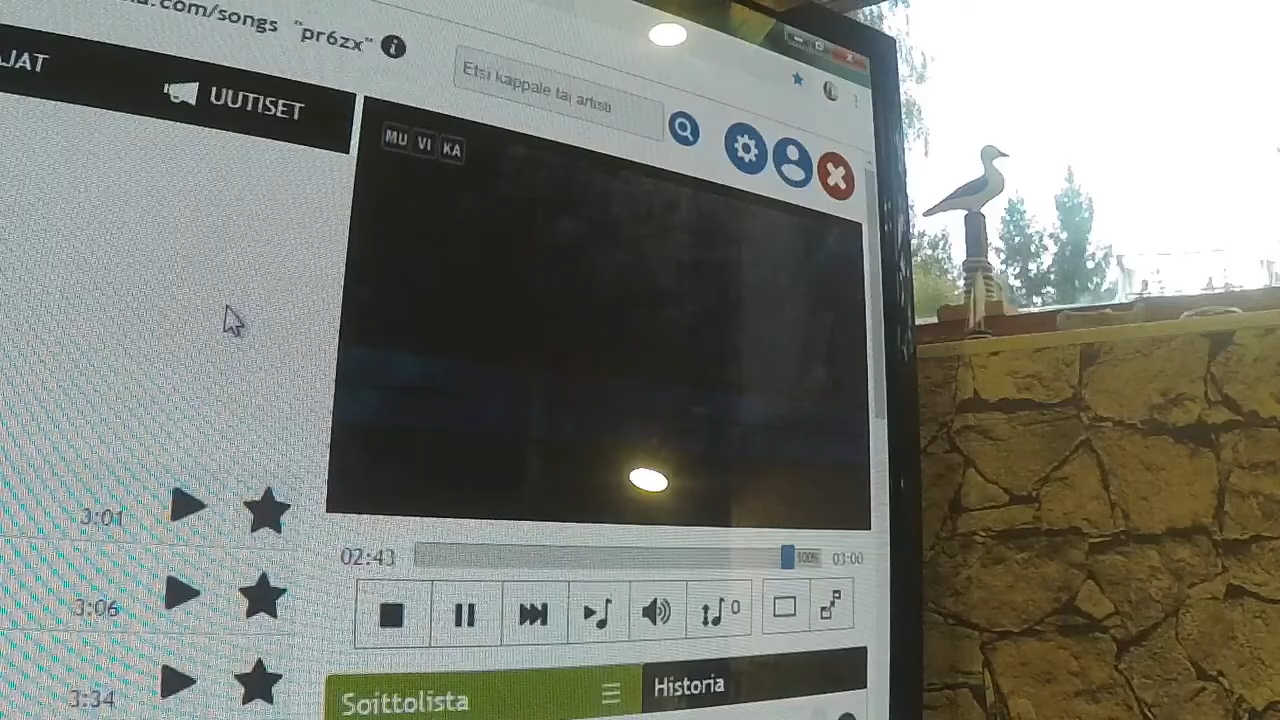 .com/songs "pr6zx" i
JAT
UUTISET
Etsi kappale tai artisti
MU VI KA
3:01
02:43
100%
03:00
3:06
0
3:34
Soittolista
Historia